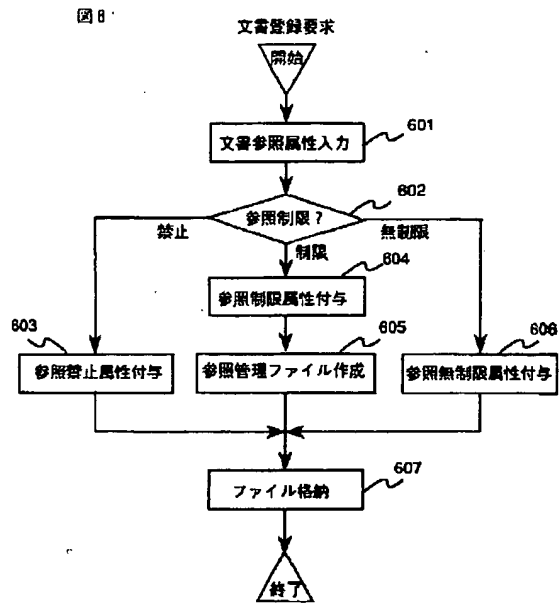 図8
文書登録要求
開始
文書参照属性入力
601
参照制限？
602
禁止
制限
無制限
参照制限属性付与
604
603
参照禁止属性付与
参照管理ファイル作成
605
参照無制限属性付与
606
ファイル格納
607
終了